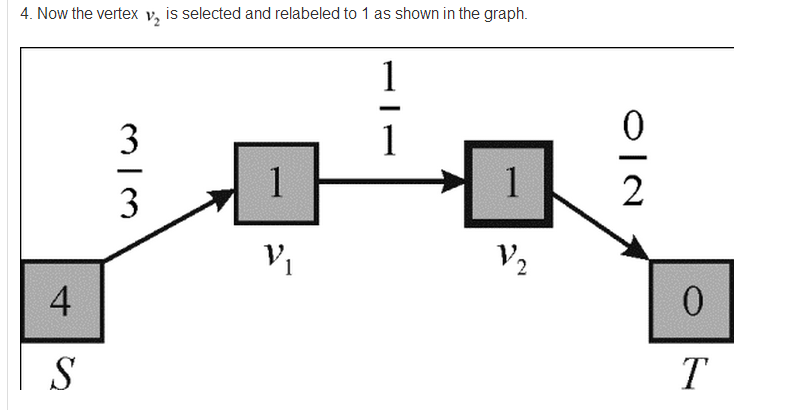 4. Now the vertex v₂ is selected and relabeled to 1 as shown in the graph.
1
1
3
3
0
2
1
1
v₁
v₂
4
0
S
T